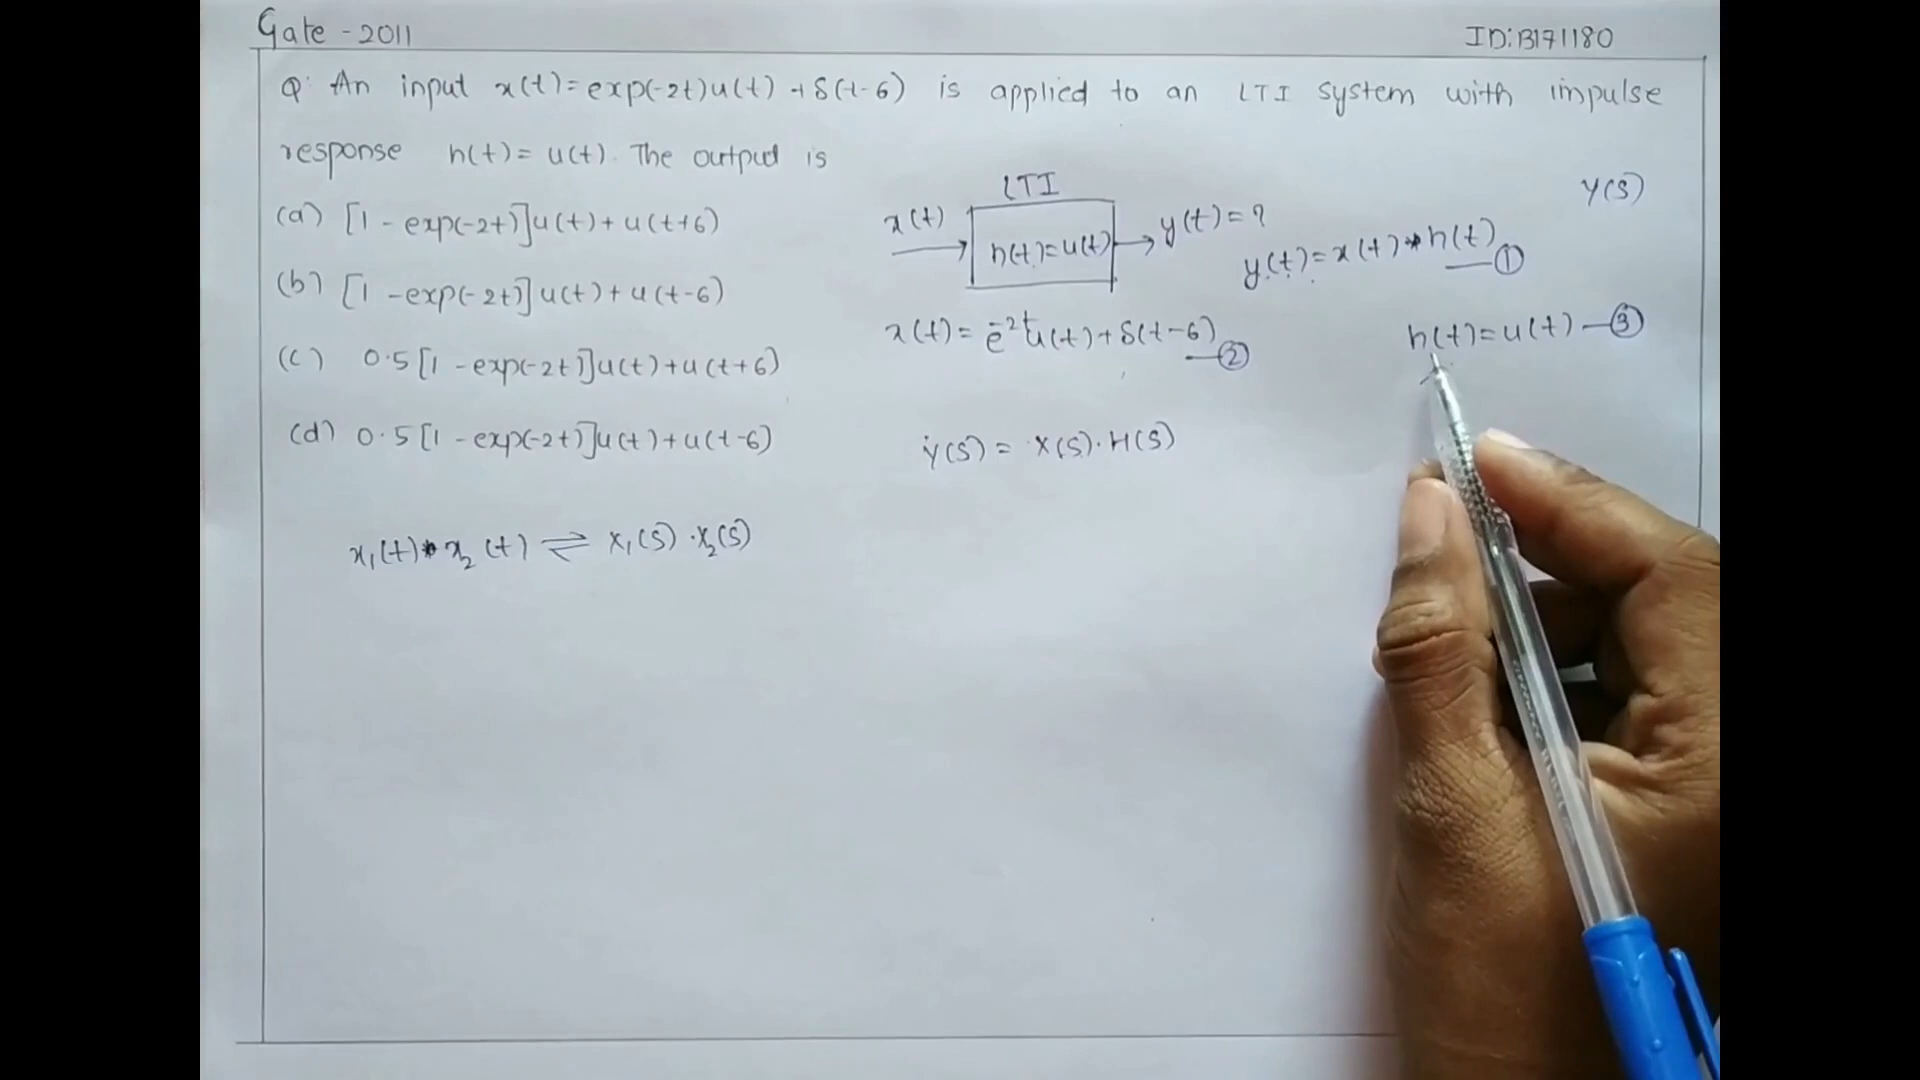 Gate - 2011
ID:B171180
Q: An input x(t)=exp(-2t)u(t)+δ(t-6) is applied to an LTI system with impulse
response h(t)=u(t). The output is
(a) [1-exp(-2t)]u(t)+u(t+6)
(b) [1-exp(-2t)]u(t)+u(t-6)
(c) 0.5[1-exp(-2t)]u(t)+u(t+6)
(d) 0.5[1-exp(-2t)]u(t)+u(t-6)
x₁(t)*x₂(t) ⇌ X₁(S)·X₂(S)
LTI
x(t)
h(t)=u(t)
y(t)=?
Y(S)
y(t)=x(t)*h(t) —①
x(t)=e⁻²ᵗu(t)+δ(t-6) —②
h(t)=u(t) —③
Y(S)=X(S)·H(S)